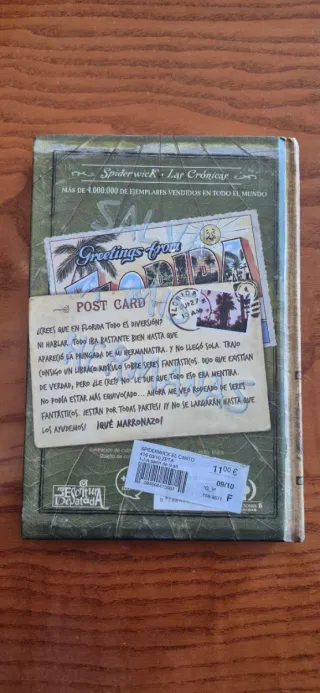 Spiderwick • Las Crónicas
MÁS DE 4.000.000 DE EJEMPLARES VENDIDOS EN TODO EL MUNDO
Greetings from
FLORIDA
POST CARD
FLORIDA
¿CREES QUE EN FLORIDA TODO ES DIVERSIÓN?
NI HABLAR. TODO IBA BASTANTE BIEN HASTA QUE
APARECIÓ LA PRINGADA DE MI HERMANASTRA. Y NO LLEGÓ SOLA. TRAJO
CONSIGO UN LIBRACO RIDÍCULO SOBRE SERES FANTÁSTICOS. DIJO QUE EXISTÍAN
DE VERDAD, PERO ¿LE CREÍ? NO. LE DIJE QUE TODO ESO ERA MENTIRA.
NO PODÍA ESTAR MÁS EQUIVOCADO... AHORA ME VEO RODEADO DE SERES
FANTÁSTICOS. ¡ESTÁN POR TODAS PARTES! ¡Y NO SE LARGARÁN HASTA QUE
LOS AYUDEMOS! ¡QUÉ MARRONAZO!
SPIDERWICK EL CANTO
11'00 €
09/10
F
ESCRITURA
DESATADA